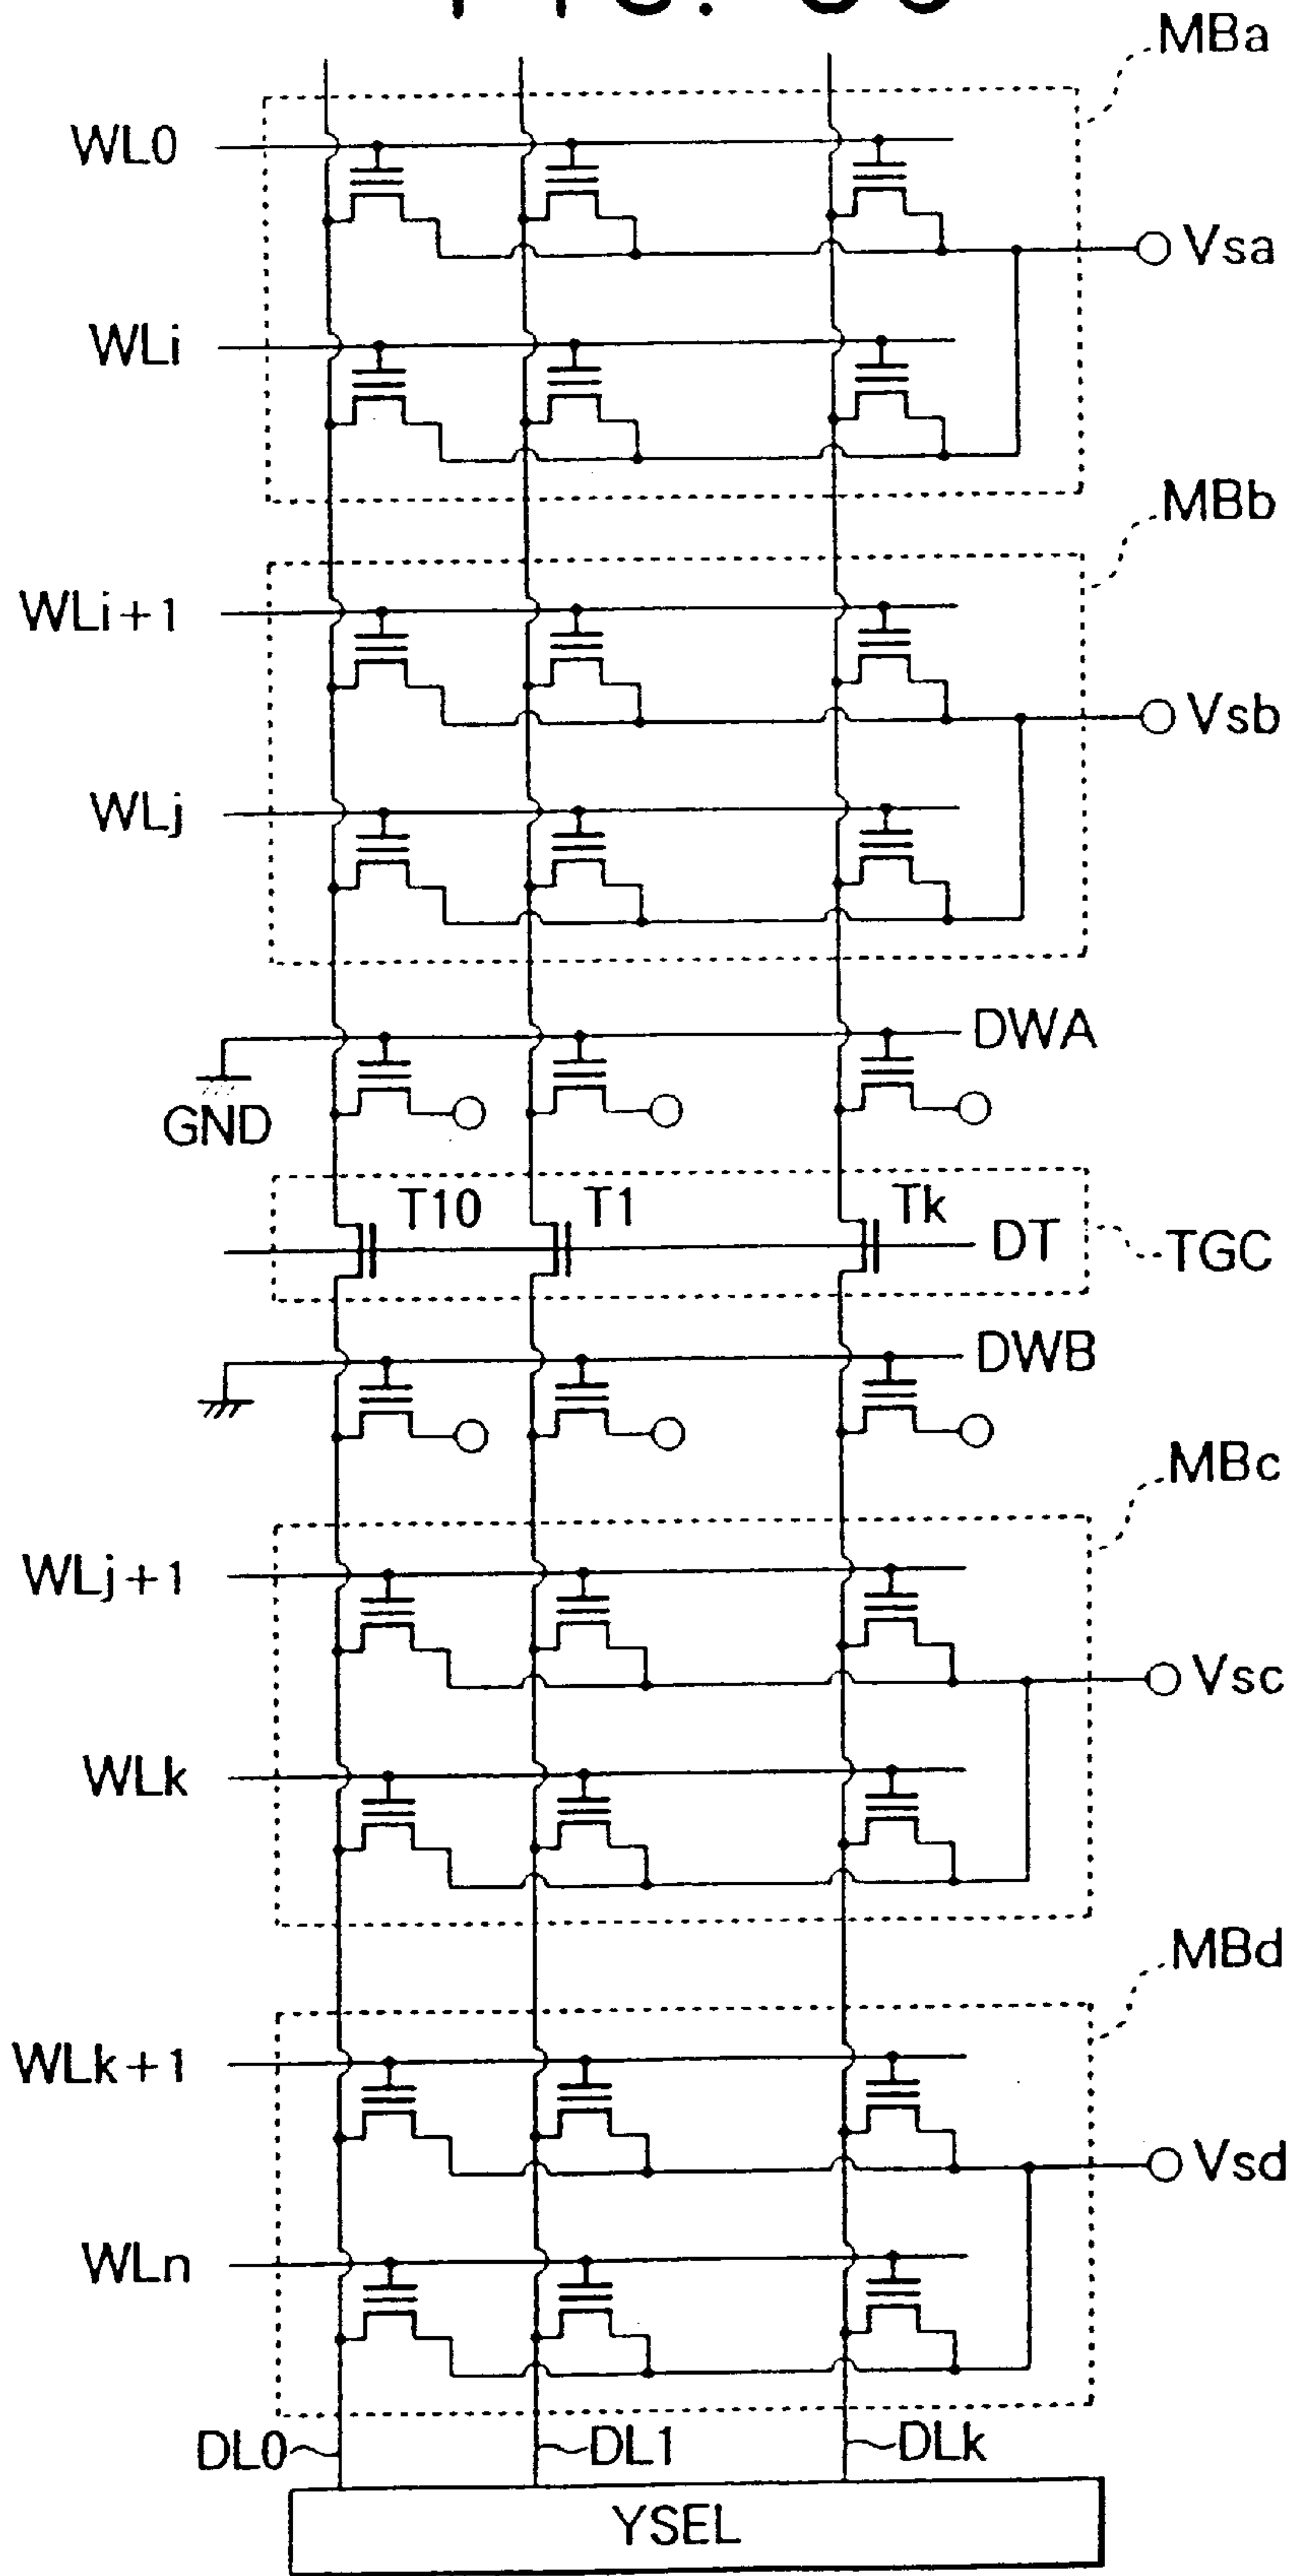 MBa
WL0
Vsa
WLi
MBb
WLi+1
Vsb
WLj
DWA
GND
T10 T1 Tk
DT
TGC
DWB
MBc
WLj+1
Vsc
WLk
MBd
WLk+1
Vsd
WLn
DL0 DL1 DLk
YSEL